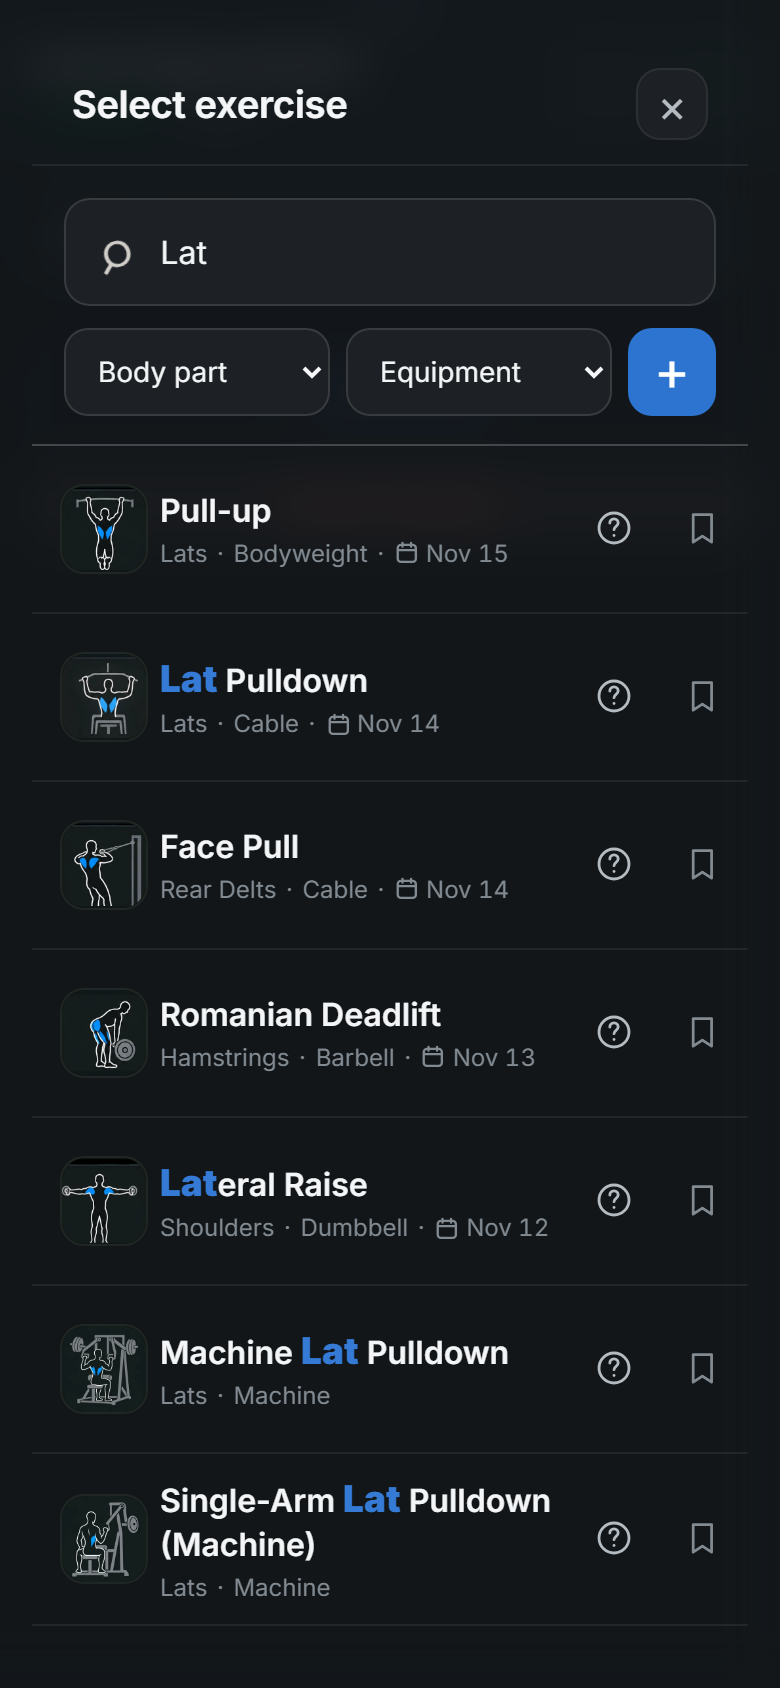 Select exercise
Lat
Body part
Equipment
Pull-up
Lats · Bodyweight · Nov 15
Lat Pulldown
Lats · Cable · Nov 14
Face Pull
Rear Delts · Cable · Nov 14
Romanian Deadlift
Hamstrings · Barbell · Nov 13
Lateral Raise
Shoulders · Dumbbell · Nov 12
Machine Lat Pulldown
Lats · Machine
Single-Arm Lat Pulldown
(Machine)
Lats · Machine